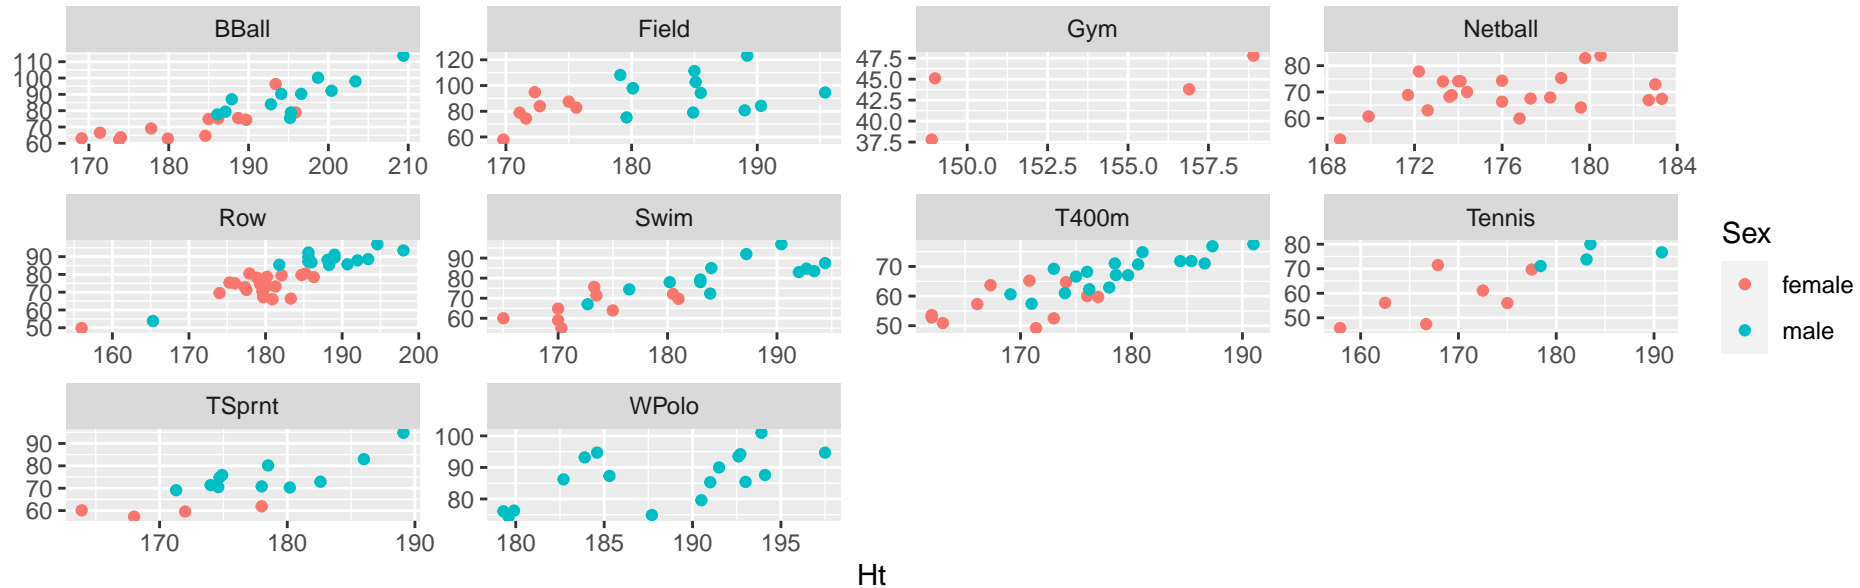 BBall Field Gym Netball
110
100
90
80
70
60
170 180 190 200 210
120
100
80
60
170 180 190
47.5
45.0
42.5
40.0
37.5
150.0 152.5 155.0 157.5
80
70
60
168 172 176 180 184
Row Swim T400m Tennis
90
80
70
60
50
160 170 180 190 200
90
80
70
60
170 180 190
70
60
50
170 180 190
80
70
60
50
160 170 180 190
Sex
female
male
TSprnt WPolo
90
80
70
60
170 180 190
100
90
80
180 185 190 195
Ht